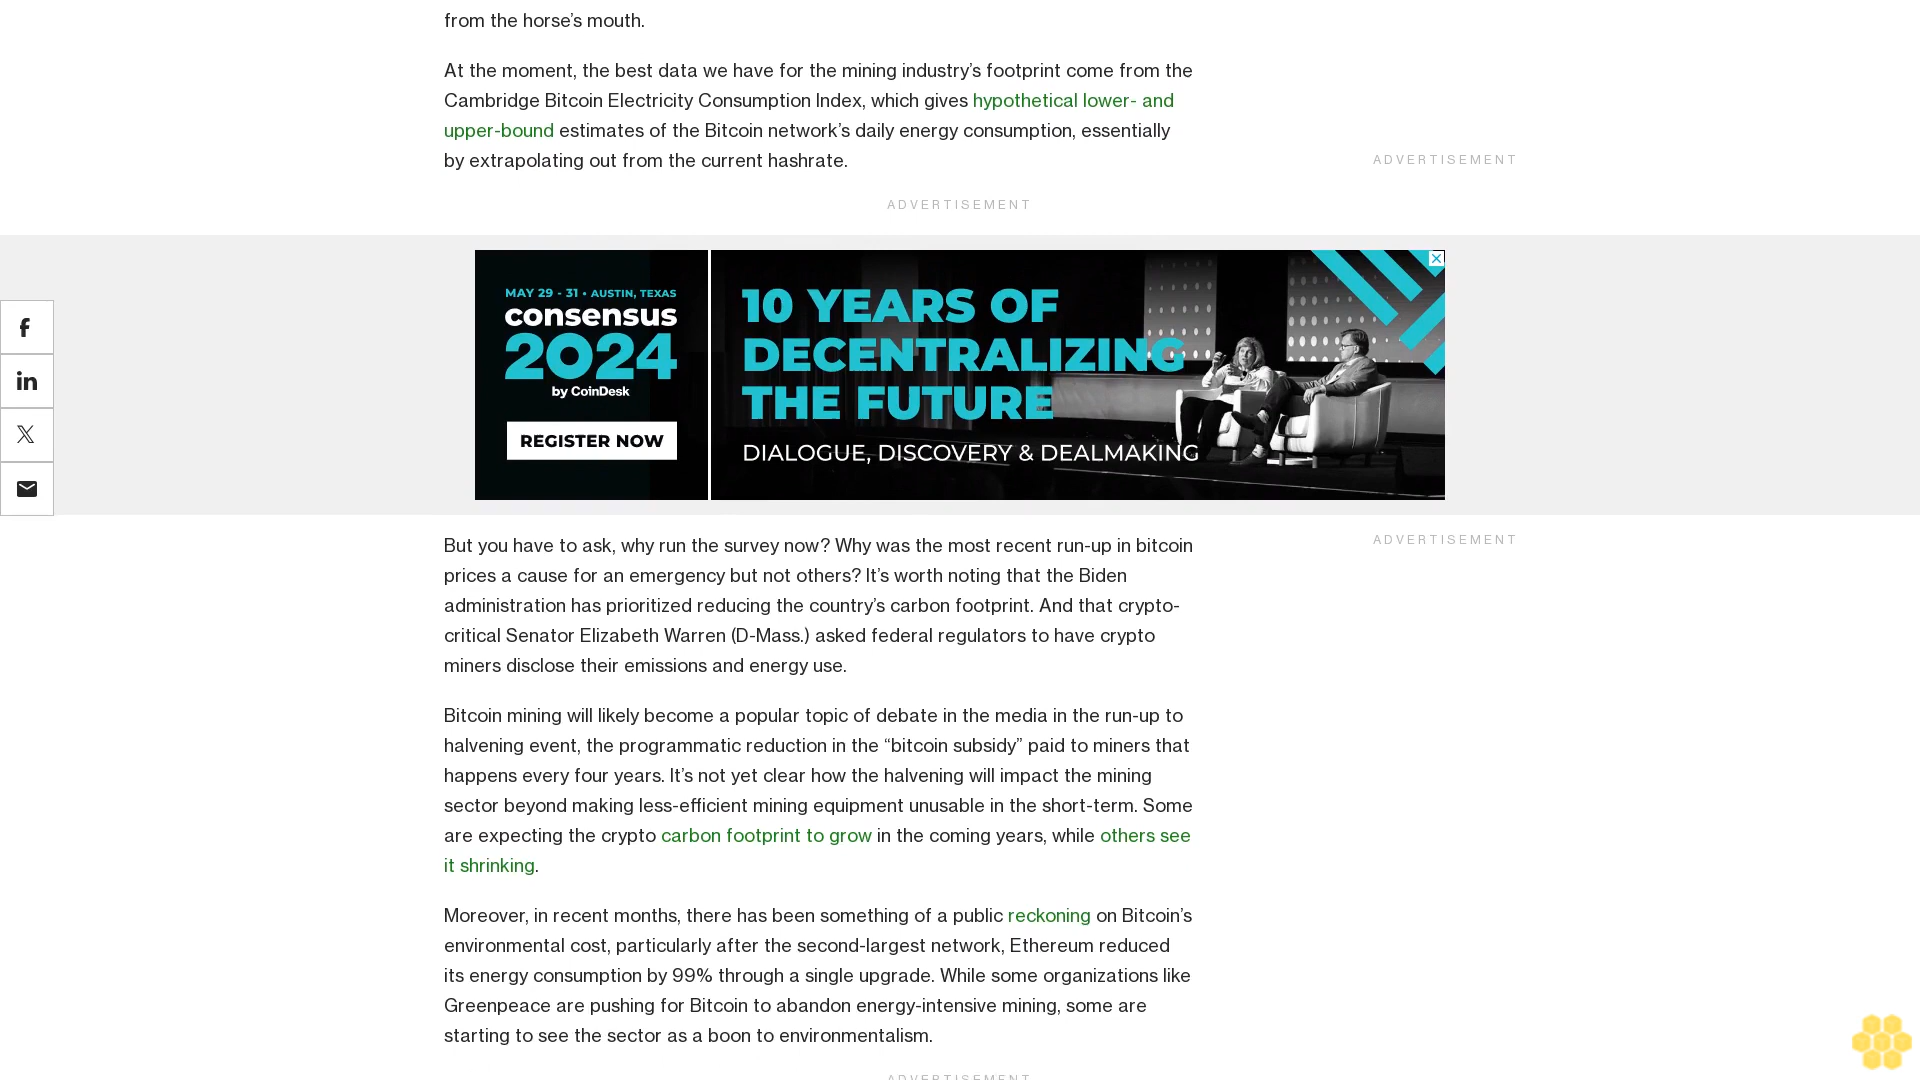 from the horse’s mouth.
At the moment, the best data we have for the mining industry’s footprint come from the
Cambridge Bitcoin Electricity Consumption Index, which gives hypothetical lower- and
upper-bound estimates of the Bitcoin network’s daily energy consumption, essentially
by extrapolating out from the current hashrate.
ADVERTISEMENT
ADVERTISEMENT
MAY 29 - 31 • AUSTIN, TEXAS
consensus
2024
by CoinDesk
REGISTER NOW
10 YEARS OF
DECENTRALIZING
THE FUTURE
DIALOGUE, DISCOVERY & DEALMAKING
But you have to ask, why run the survey now? Why was the most recent run-up in bitcoin
prices a cause for an emergency but not others? It’s worth noting that the Biden
administration has prioritized reducing the country’s carbon footprint. And that crypto-
critical Senator Elizabeth Warren (D-Mass.) asked federal regulators to have crypto
miners disclose their emissions and energy use.
ADVERTISEMENT
Bitcoin mining will likely become a popular topic of debate in the media in the run-up to
halvening event, the programmatic reduction in the “bitcoin subsidy” paid to miners that
happens every four years. It’s not yet clear how the halvening will impact the mining
sector beyond making less-efficient mining equipment unusable in the short-term. Some
are expecting the crypto carbon footprint to grow in the coming years, while others see
it shrinking.
Moreover, in recent months, there has been something of a public reckoning on Bitcoin’s
environmental cost, particularly after the second-largest network, Ethereum reduced
its energy consumption by 99% through a single upgrade. While some organizations like
Greenpeace are pushing for Bitcoin to abandon energy-intensive mining, some are
starting to see the sector as a boon to environmentalism.
ADVERTISEMENT